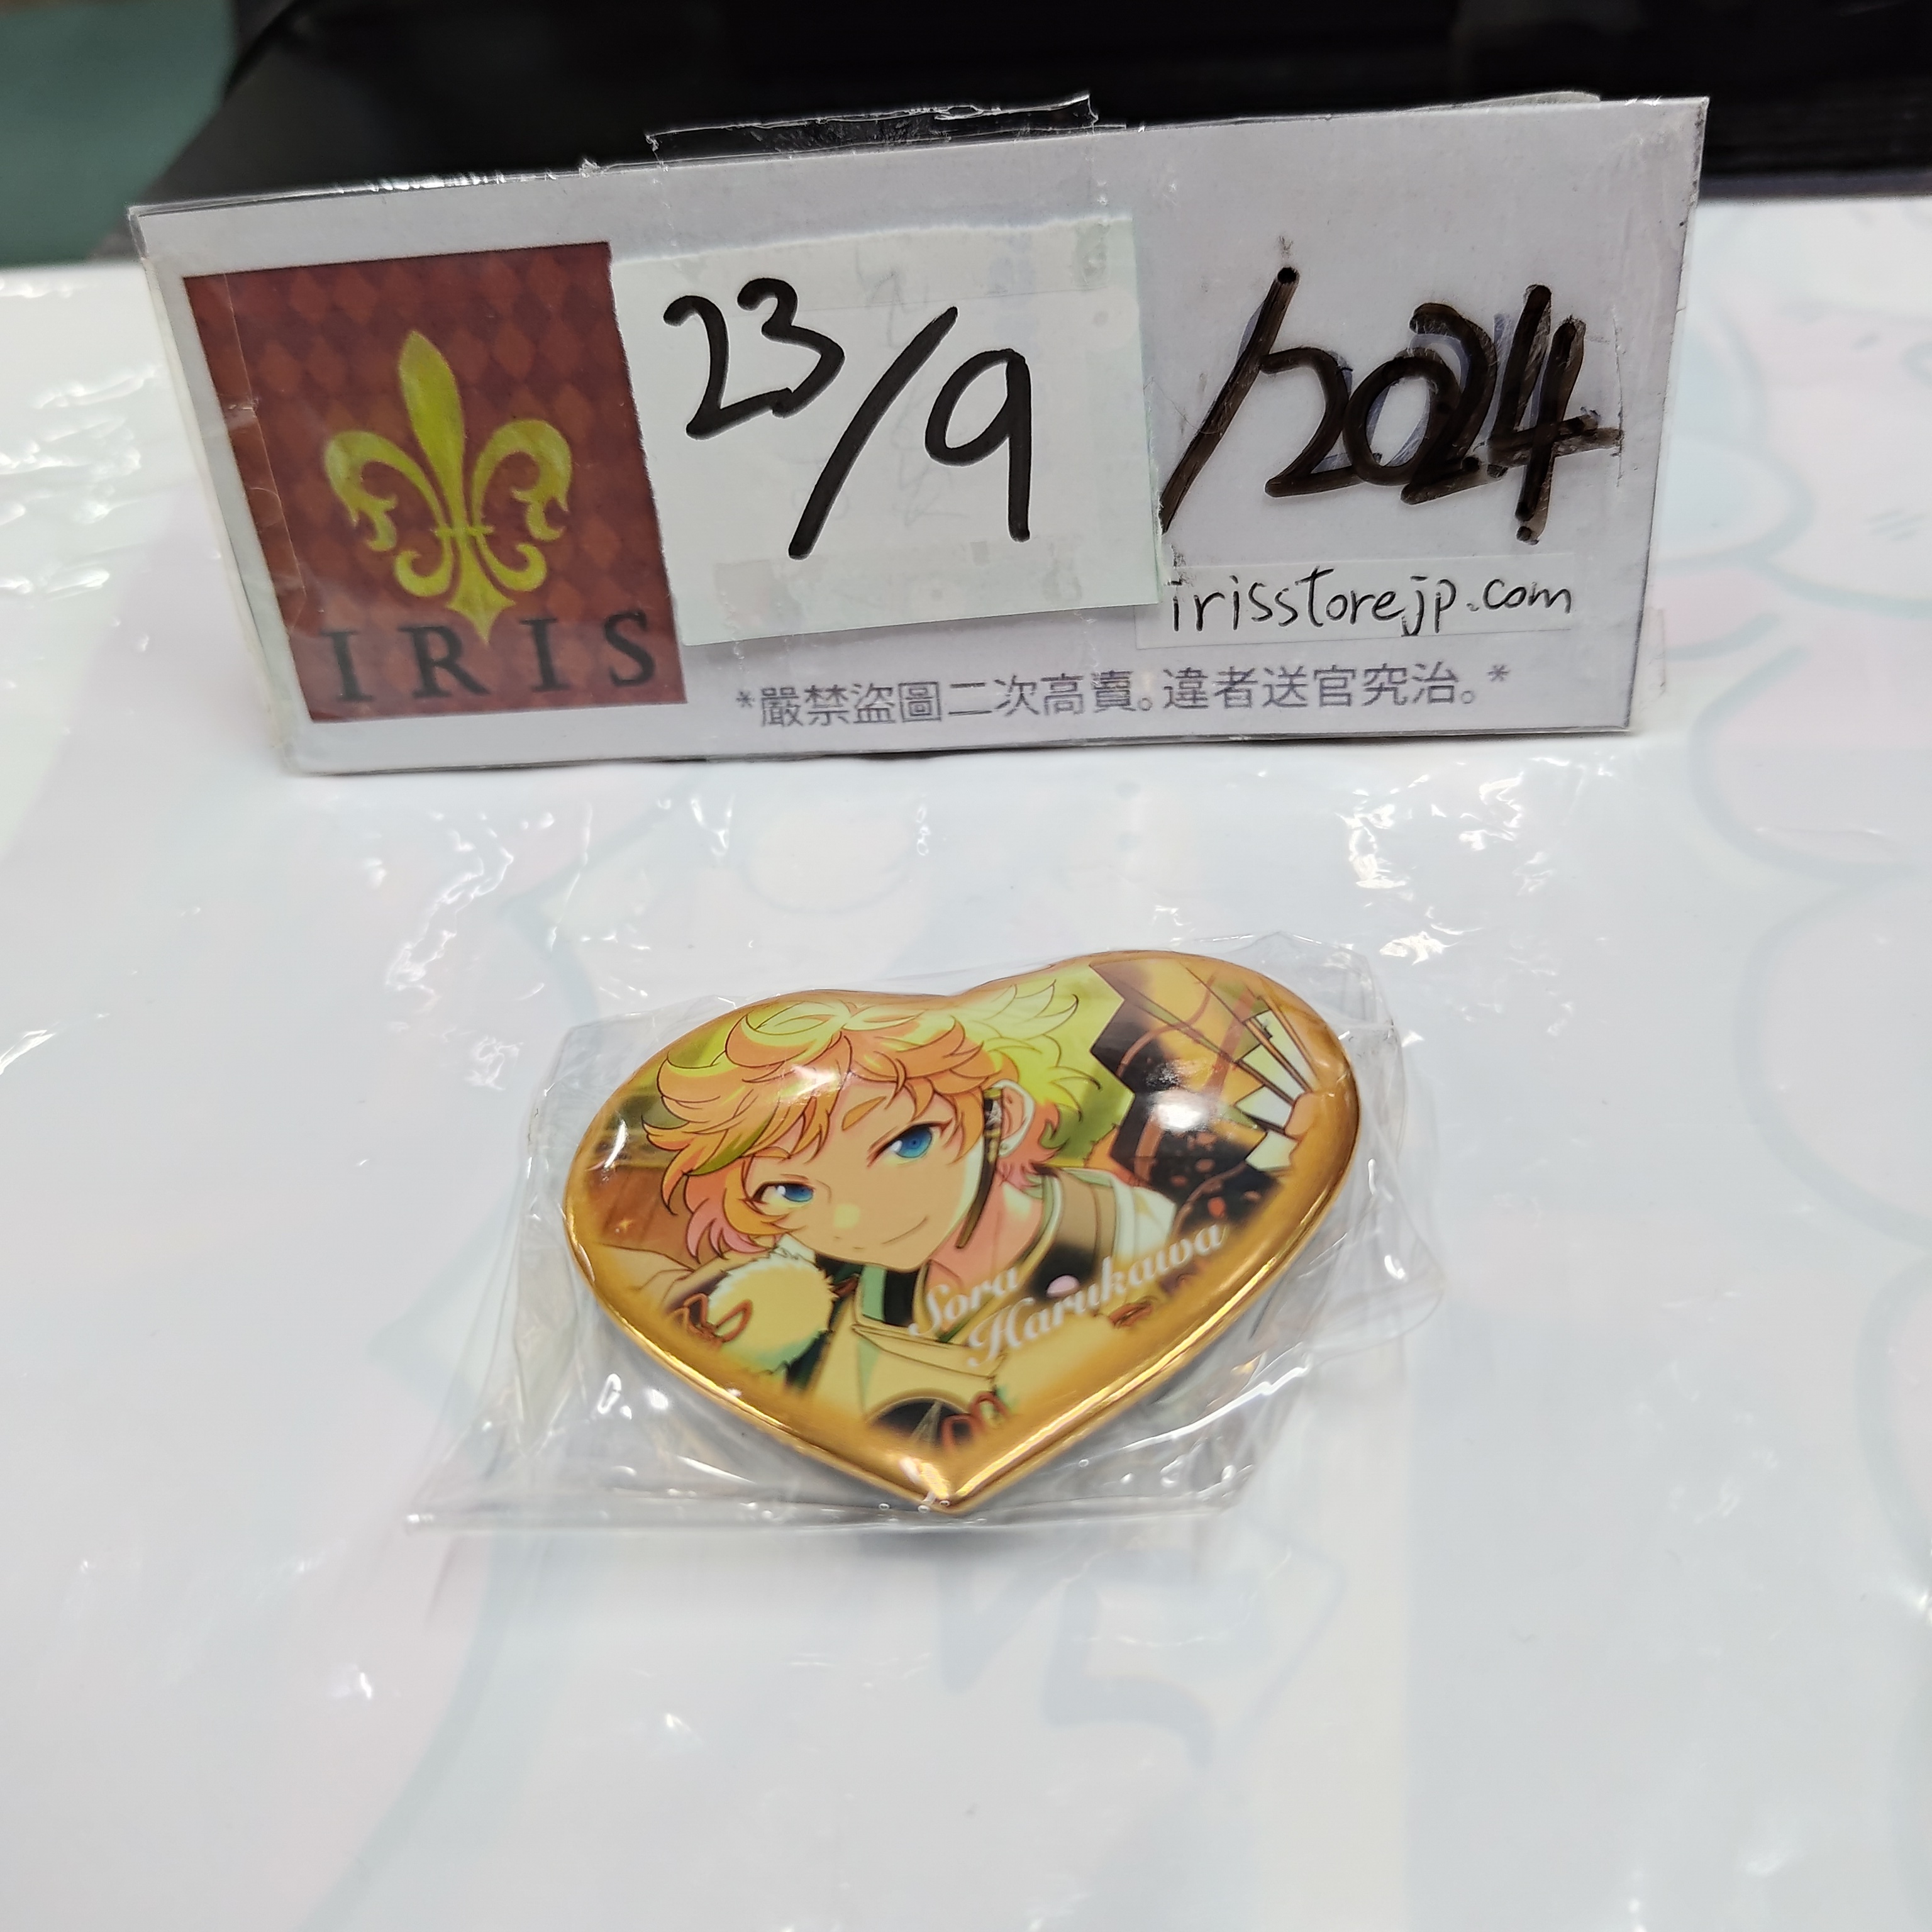 IRIS
23/9/2024
irisstorejp.com
*嚴禁盜圖二次高賣。違者送官究治。*
Sora
Harukawa